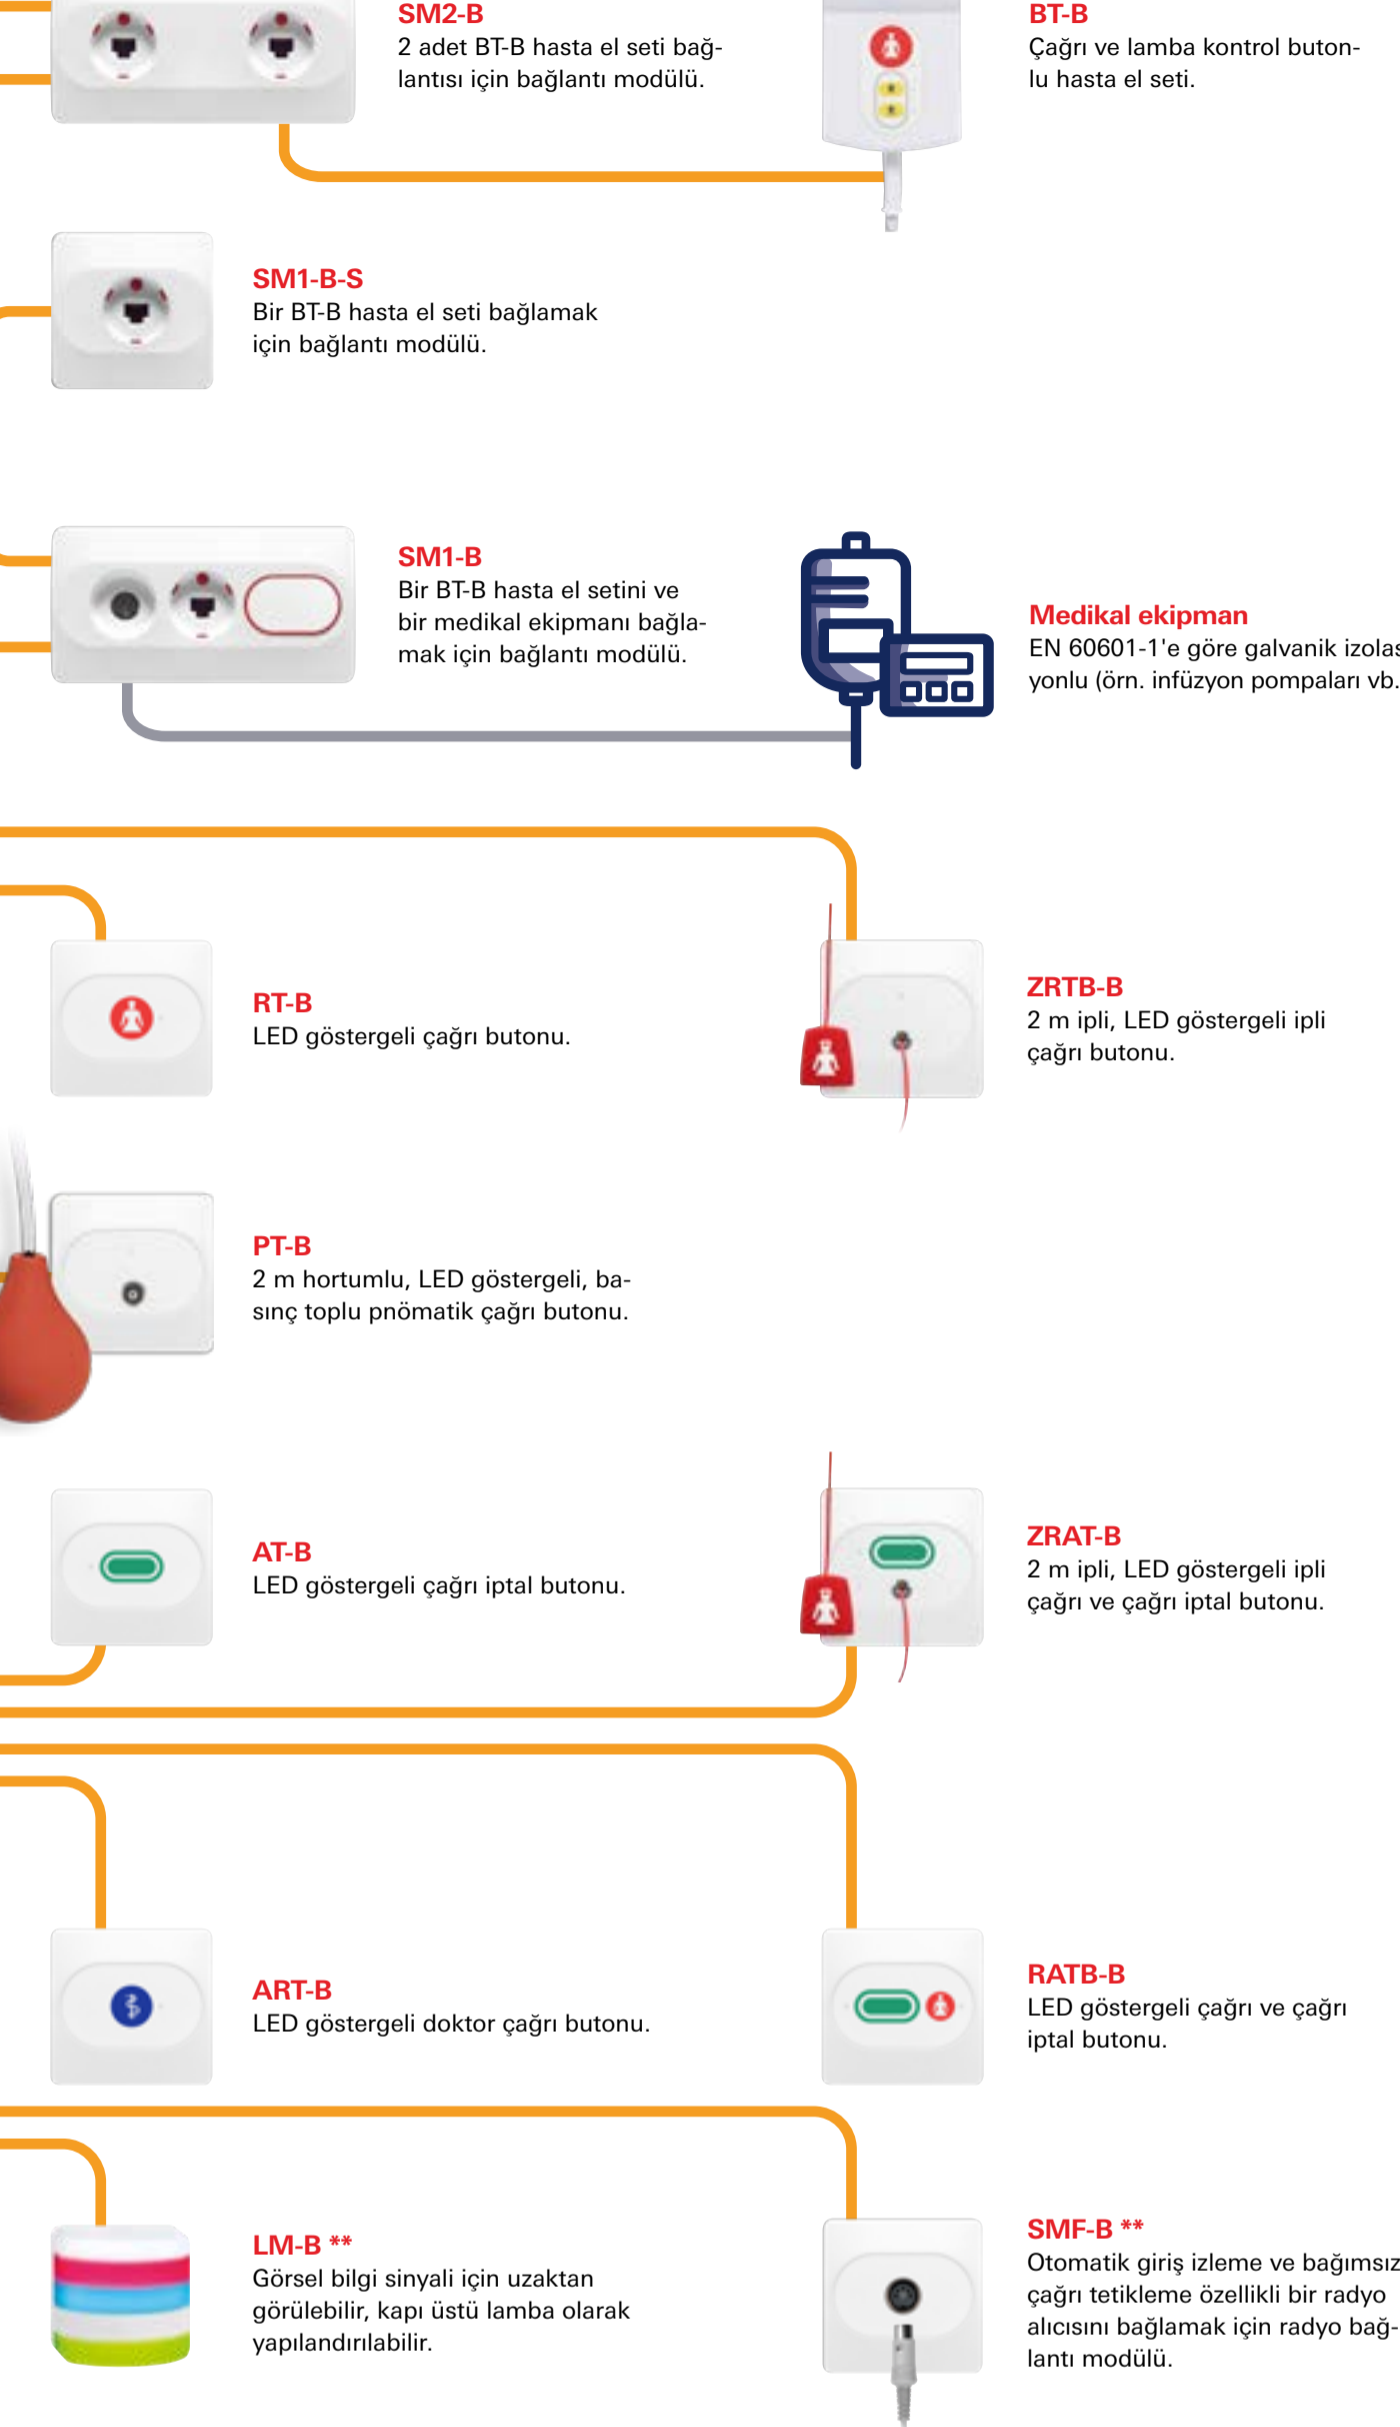 SM2-B
2 adet BT-B hasta el seti bağ-
lantısı için bağlantı modülü.
BT-B
Çağrı ve lamba kontrol buton-
lu hasta el seti.
SM1-B-S
Bir BT-B hasta el seti bağlamak
için bağlantı modülü.
SM1-B
Bir BT-B hasta el setini ve
bir medikal ekipmanı bağla-
mak için bağlantı modülü.
Medikal ekipman
EN 60601-1'e göre galvanik izolas
yonlu (örn. infüzyon pompaları vb.
RT-B
LED göstergeli çağrı butonu.
ZRTB-B
2 m ipli, LED göstergeli ipli
çağrı butonu.
PT-B
2 m hortumlu, LED göstergeli, ba-
sınç toplu pnömatik çağrı butonu.
AT-B
LED göstergeli çağrı iptal butonu.
ZRAT-B
2 m ipli, LED göstergeli ipli
çağrı ve çağrı iptal butonu.
ART-B
LED göstergeli doktor çağrı butonu.
RATB-B
LED göstergeli çağrı ve çağrı
iptal butonu.
LM-B **
Görsel bilgi sinyali için uzaktan
görülebilir, kapı üstü lamba olarak
yapılandırılabilir.
SMF-B **
Otomatik giriş izleme ve bağımsız
çağrı tetikleme özellikli bir radyo
alıcısını bağlamak için radyo bağ-
lantı modülü.